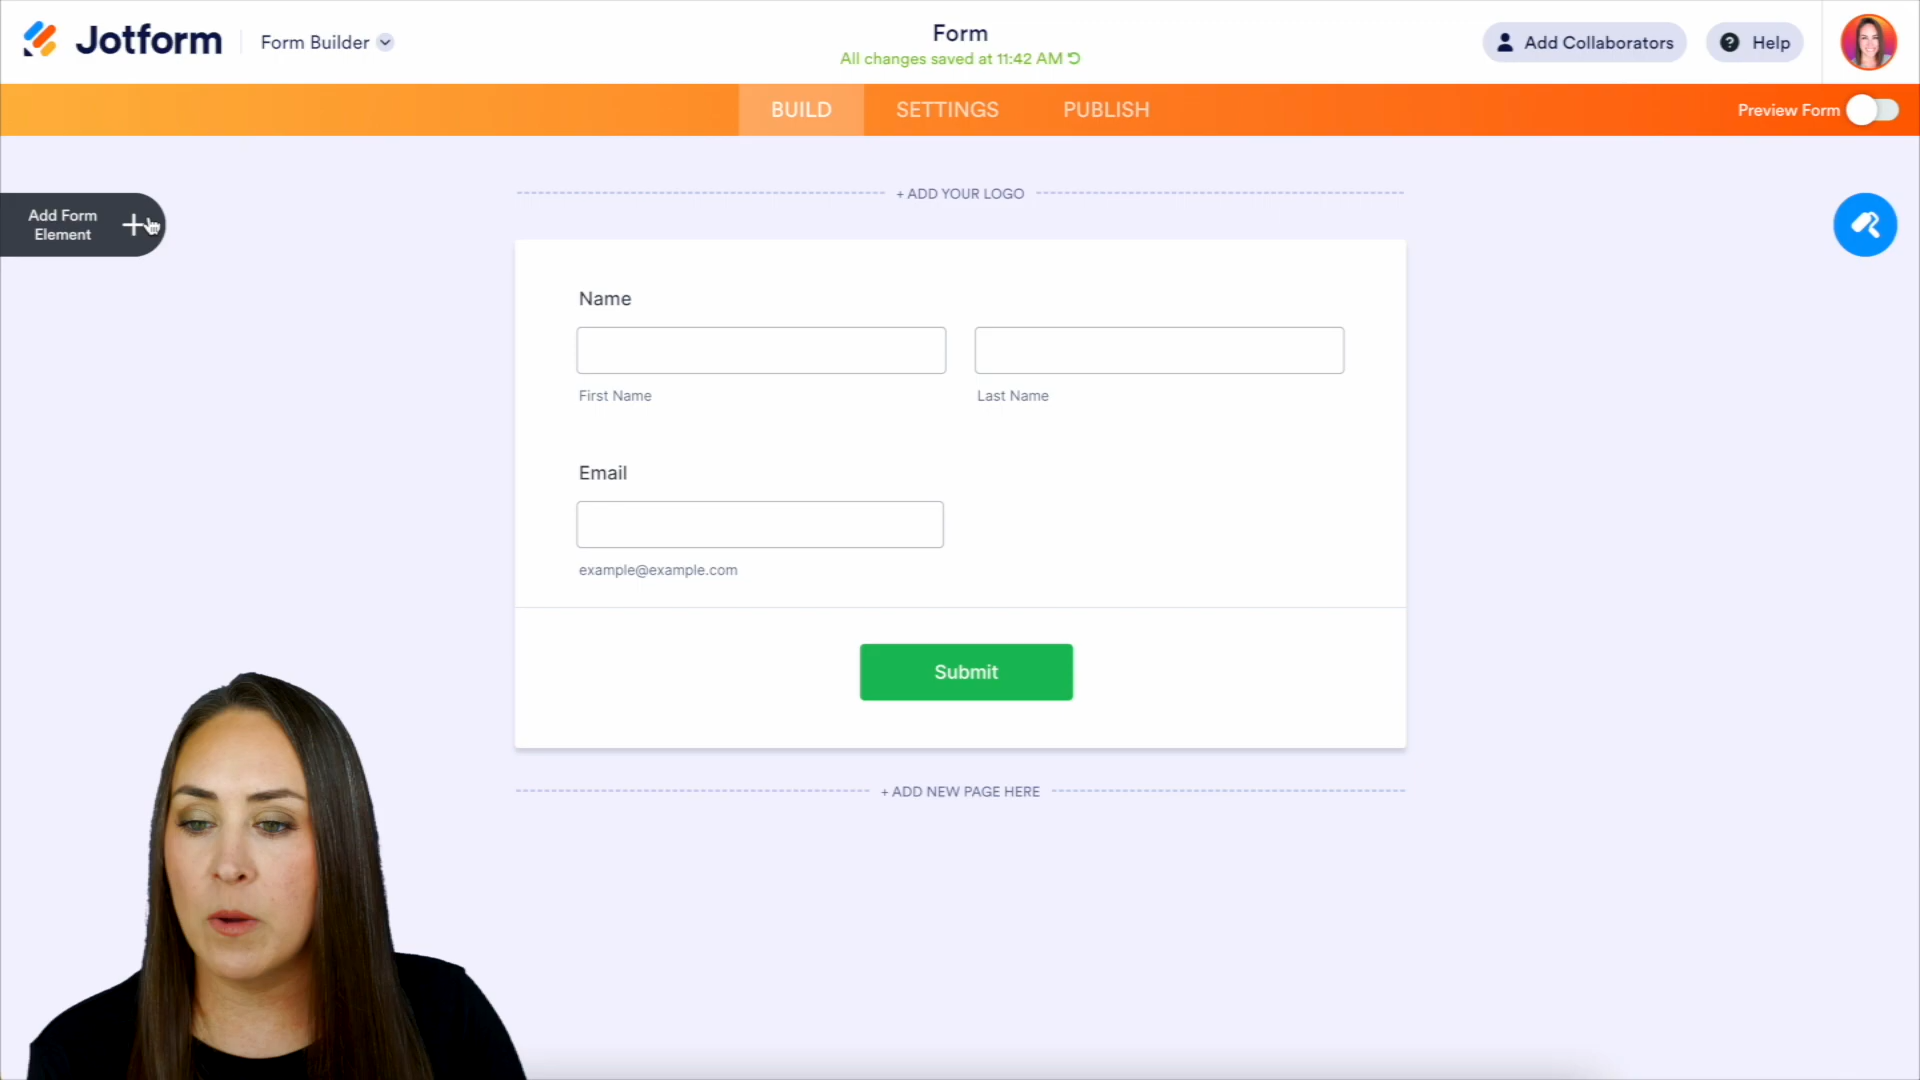 Jotform
Form Builder
Form
All changes saved at 11:42 AM
Add Collaborators
Help
BUILD
SETTINGS
PUBLISH
Preview Form
Add Form
Element
+ ADD YOUR LOGO
Name
First Name
Last Name
Email
example@example.com
Submit
+ ADD NEW PAGE HERE